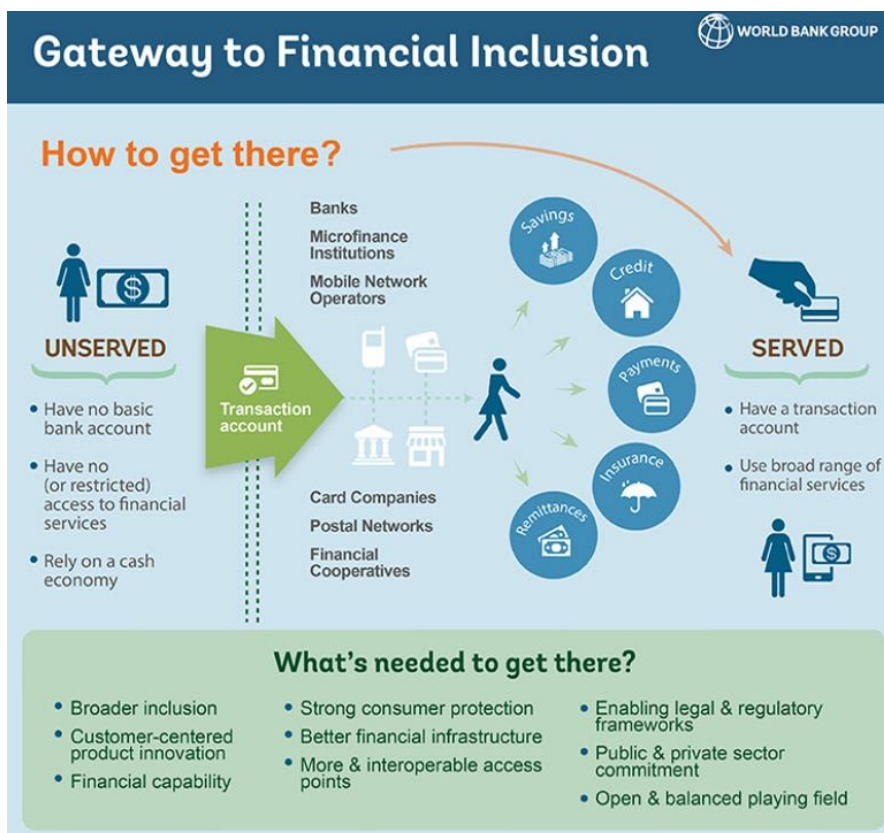 Gateway to Financial Inclusion
WORLD BANK GROUP
How to get there?
UNSERVED
• Have no basic
bank account
• Have no
(or restricted)
access to financial
services
• Rely on a cash
economy
Transaction
account
Banks
Microfinance
Institutions
Mobile Network
Operators
Card Companies
Postal Networks
Financial
Cooperatives
Savings
Credit
Payments
Insurance
Remittances
SERVED
• Have a transaction
account
• Use broad range of
financial services
What's needed to get there?
• Broader inclusion
• Customer-centered
product innovation
• Financial capability
• Strong consumer protection
• Better financial infrastructure
• More & interoperable access
points
• Enabling legal & regulatory
frameworks
• Public & private sector
commitment
• Open & balanced playing field